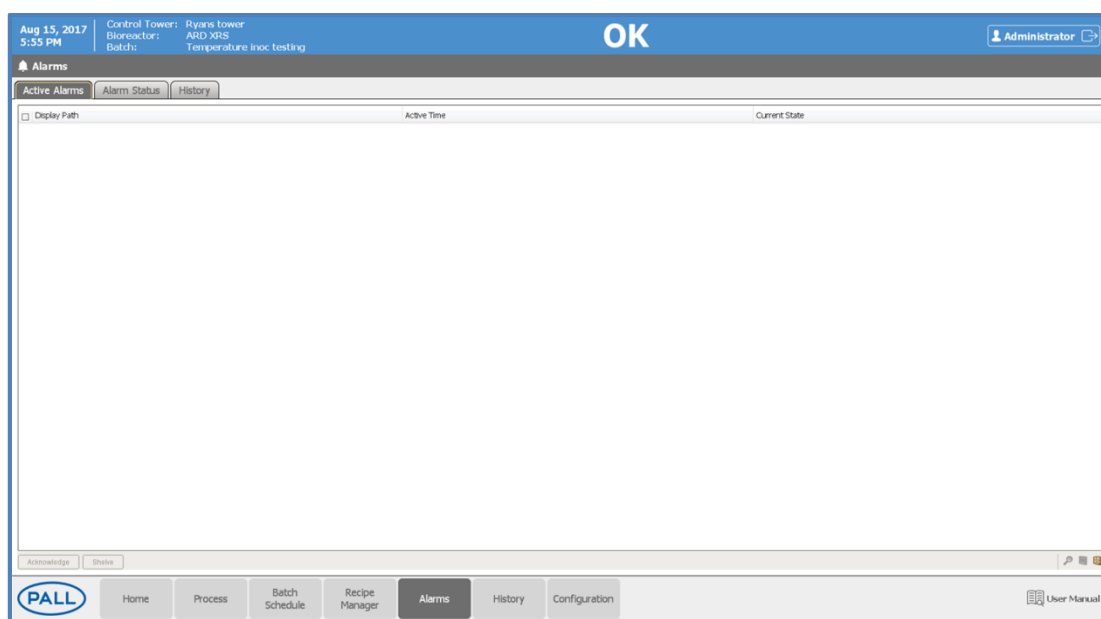 Aug 15, 2017
5:55 PM
Control Tower: Ryans tower
Bioreactor: ARD XRS
Batch: Temperature inoc testing
OK
Administrator
Alarms
Active Alarms Alarm Status History
Display Path Active Time Current State
Acknowledge Shelve
PALL
Home
Process
Batch
Schedule
Recipe
Manager
Alarms
History
Configuration
User Manual